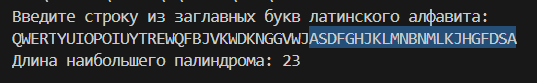 Введите строку из заглавных букв латинского алфавита:
QWERTYUIOPOIUYTREWQFBJVKWDKNGGVWJASDFGHJKLMNBNMLKJHGFDSA
Длина наибольшего палиндрома: 23